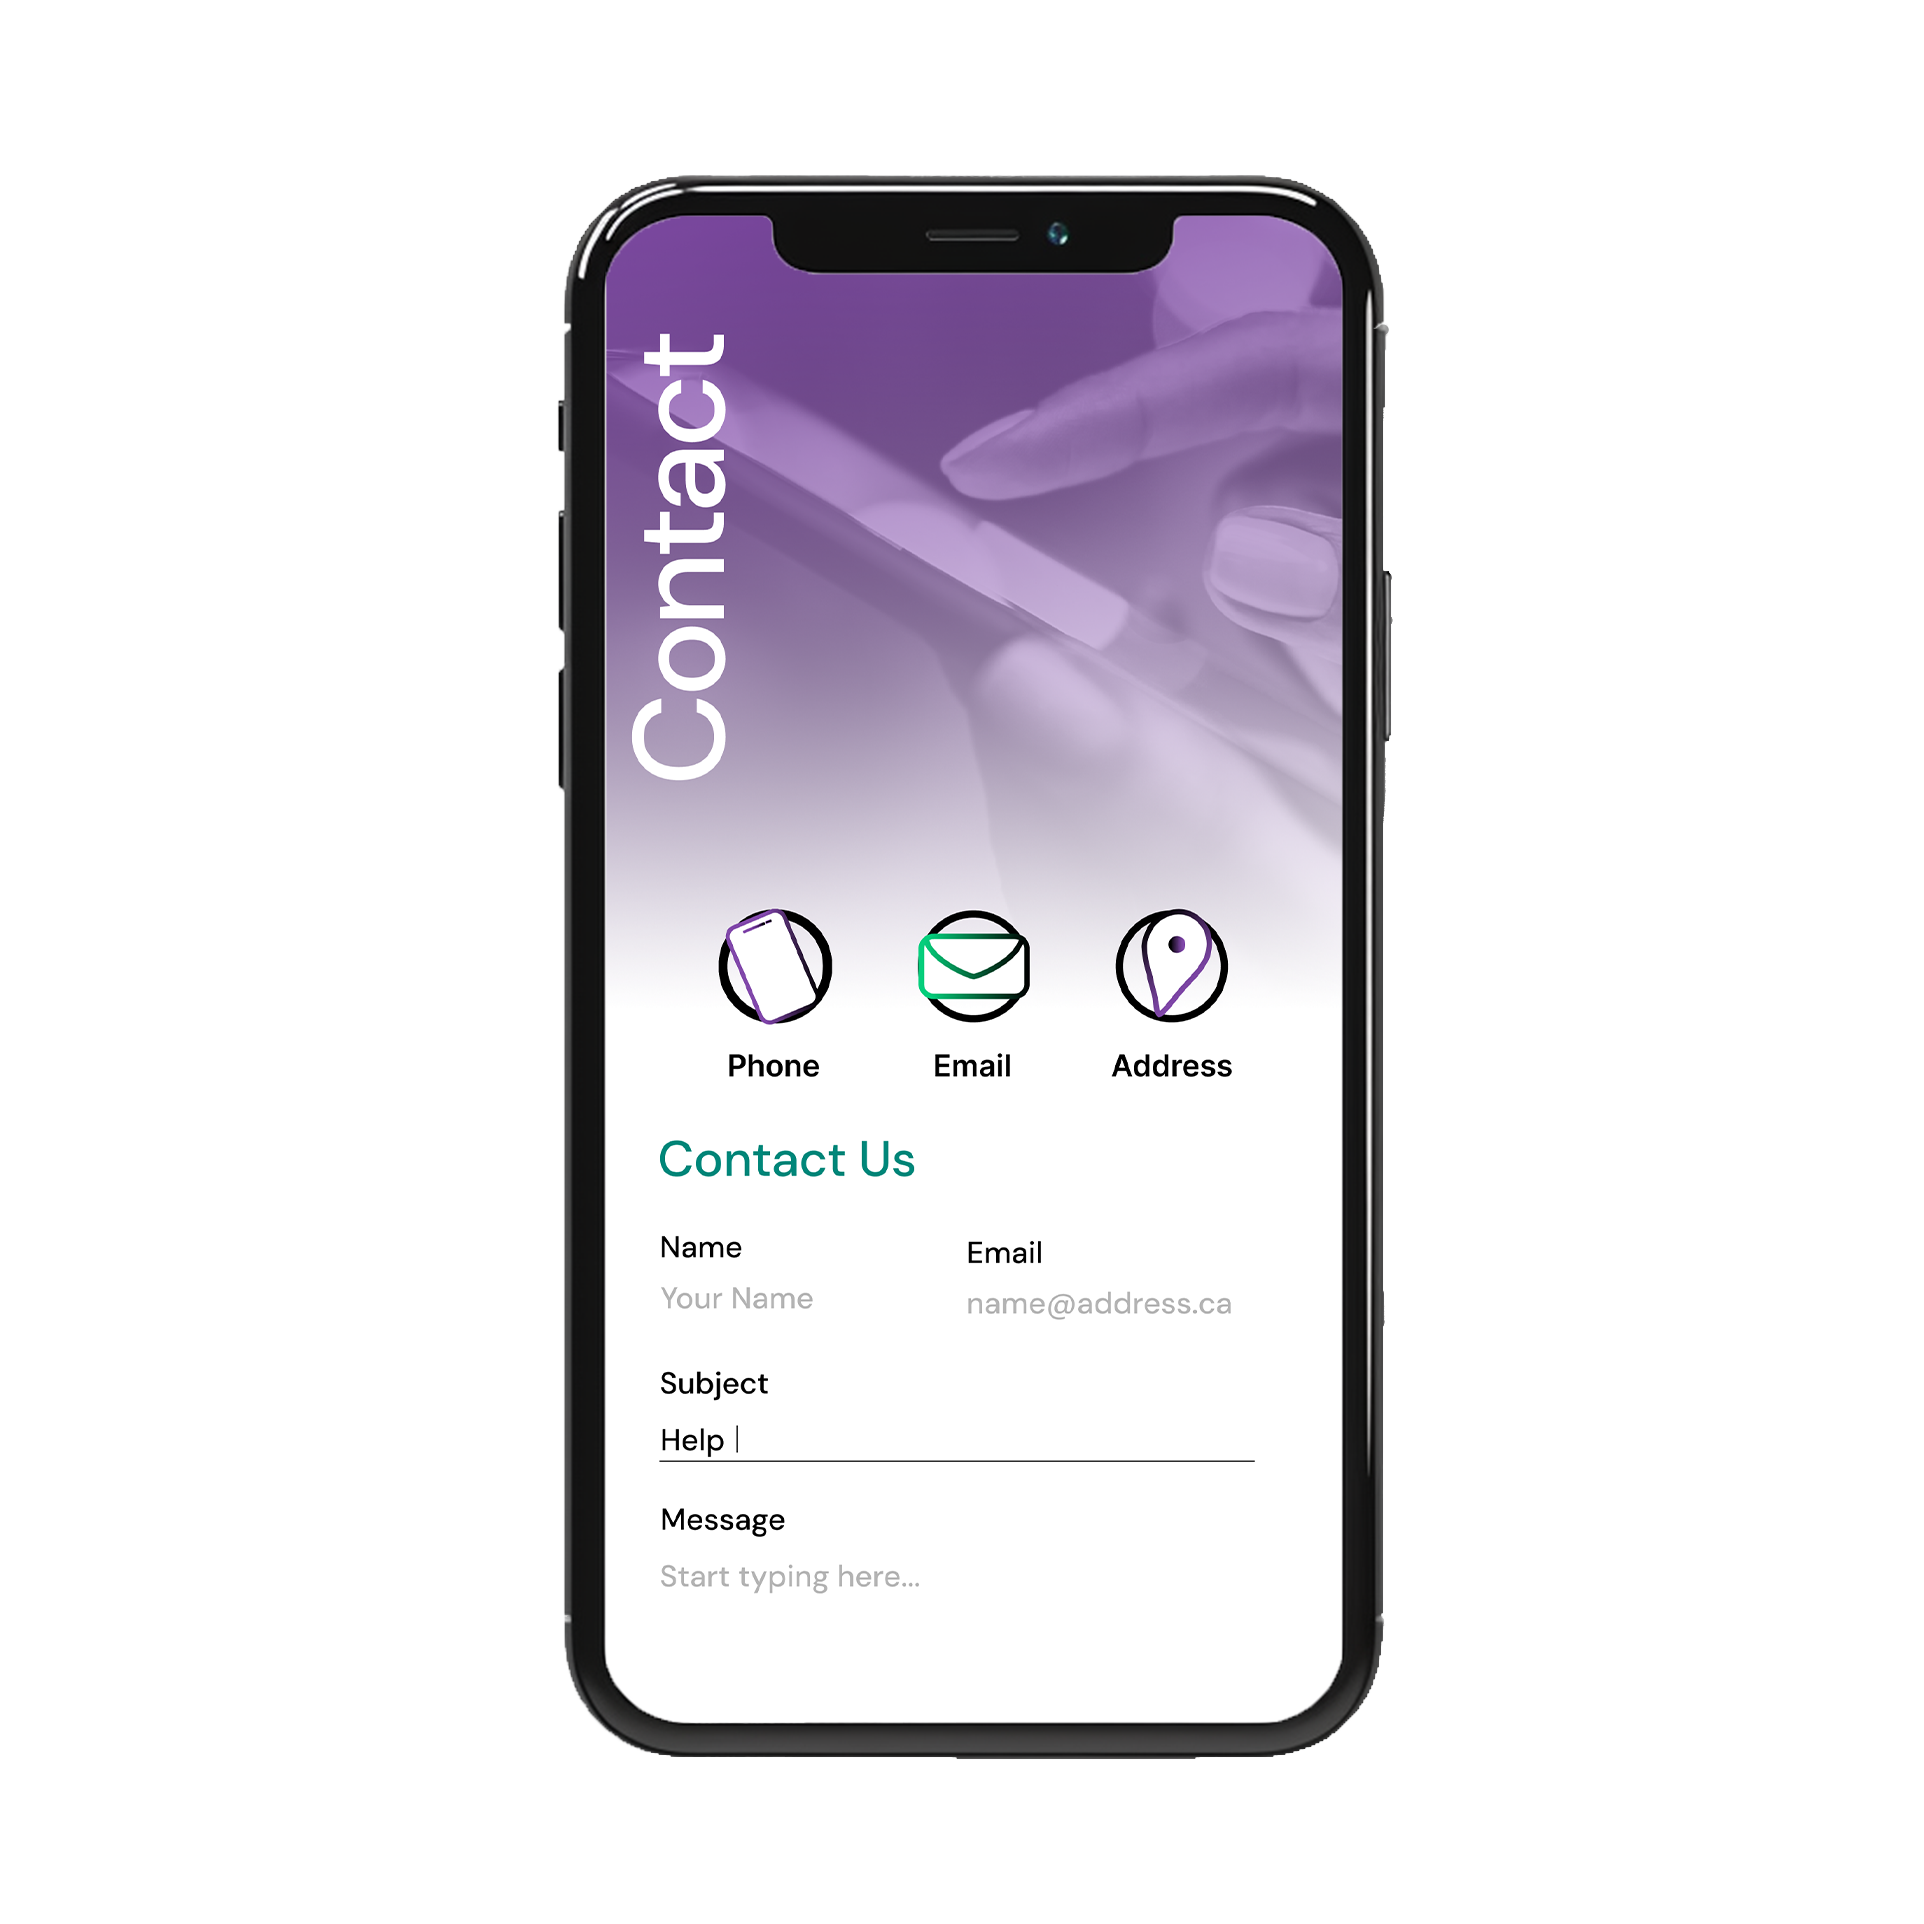 Contact
Phone Email Address
Contact Us
Name Email
Your Name name@address.ca
Subject
Help
Message
Start typing here...